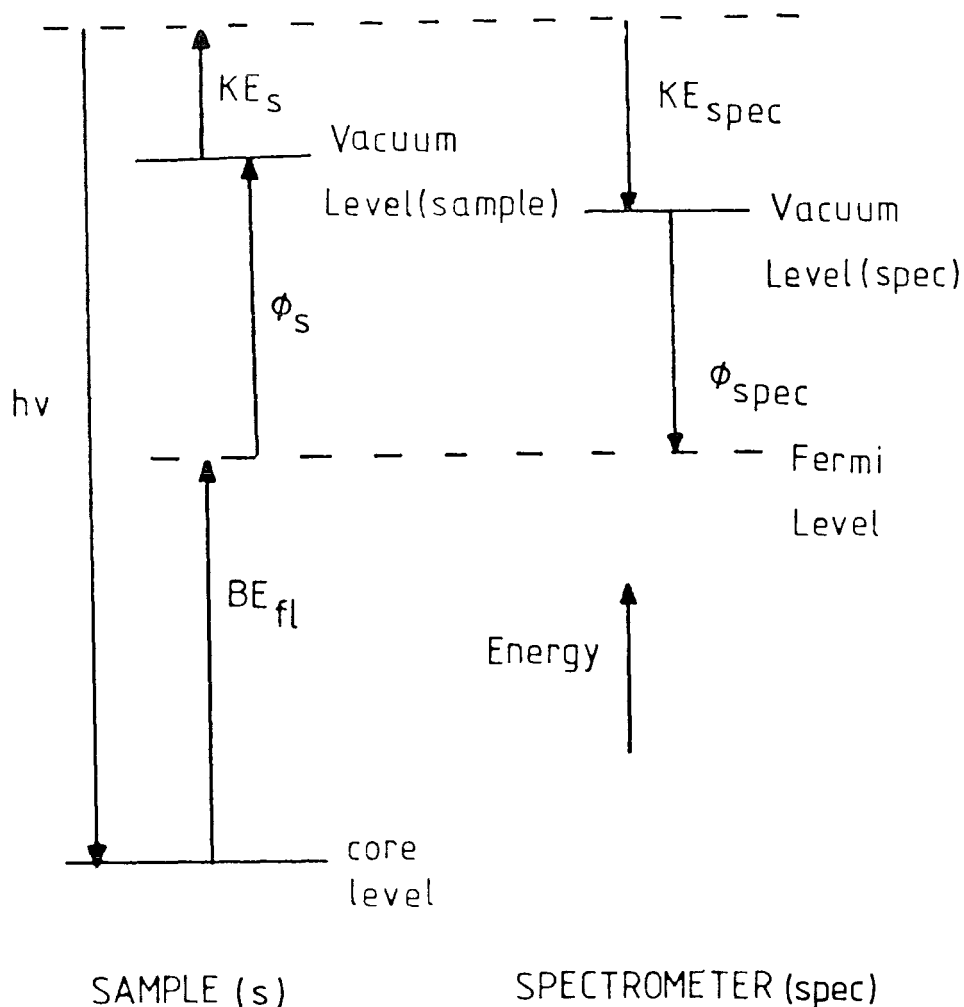 KEs
KEspec
Vacuum
Level(sample)
Vacuum
Level(spec)
ϕs
ϕspec
hv
Fermi
Level
BEfl
Energy
core
level
SAMPLE (s)
SPECTROMETER (spec)